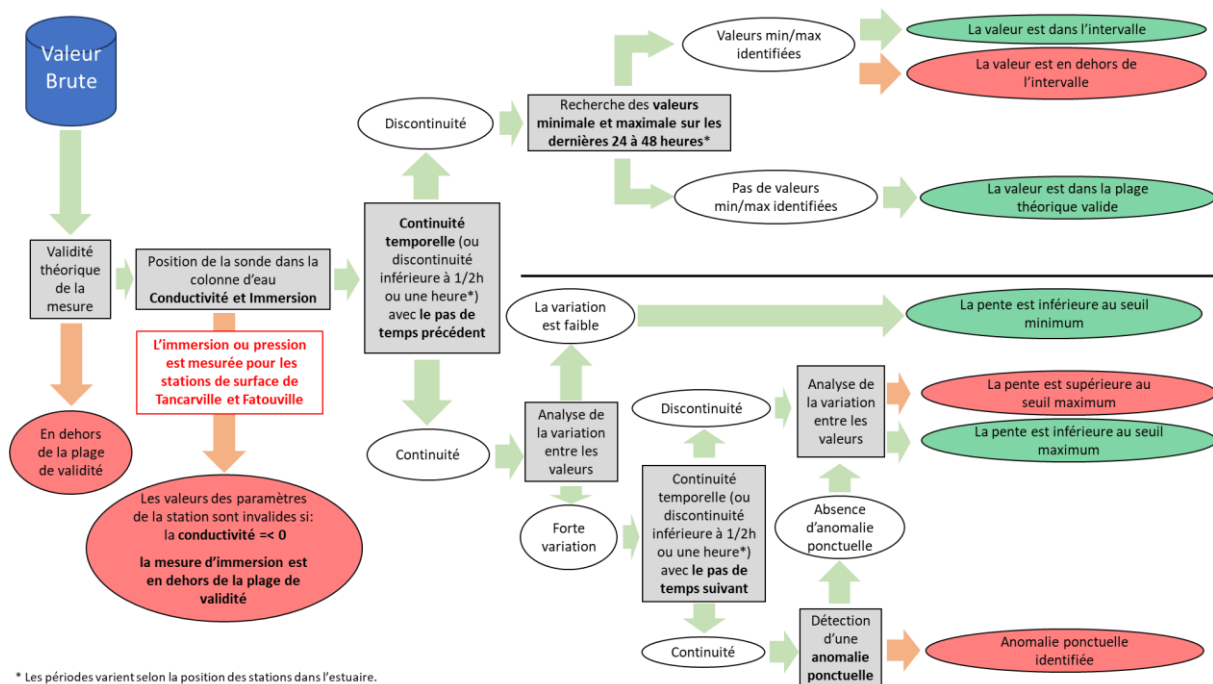 Valeur
Brute
Validité
théorique
de la
mesure
En dehors
de la plage
de validité
Position de la sonde dans la
colonne d'eau
Conductivité et Immersion
L'immersion ou pression
est mesurée pour les
stations de surface de
Tancarville et Fatouville
Les valeurs des paramètres
de la station sont invalides si:
la conductivité =< 0
la mesure d'immersion est
en dehors de la plage de
validité
Continuité
temporelle (ou
discontinuité
inférieure à 1/2h
ou une heure*)
avec le pas de
temps précédent
Discontinuité
Recherche des valeurs
minimale et maximale sur les
dernières 24 à 48 heures*
Valeurs min/max
identifiées
La valeur est dans l'intervalle
La valeur est en dehors de
l'intervalle
Pas de valeurs
min/max identifiées
La valeur est dans la plage
théorique valide
Continuité
Analyse de
la variation
entre les
valeurs
La variation
est faible
La pente est inférieure au seuil
minimum
Forte
variation
Continuité
temporelle (ou
discontinuité
inférieure à 1/2h
ou une heure*)
avec le pas de
temps suivant
Discontinuité
Analyse de
la variation
entre les
valeurs
La pente est supérieure au
seuil maximum
La pente est inférieure au seuil
maximum
Continuité
Détection
d'une
anomalie
ponctuelle
Absence
d'anomalie
ponctuelle
Anomalie ponctuelle
identifiée
* Les périodes varient selon la position des stations dans l'estuaire.